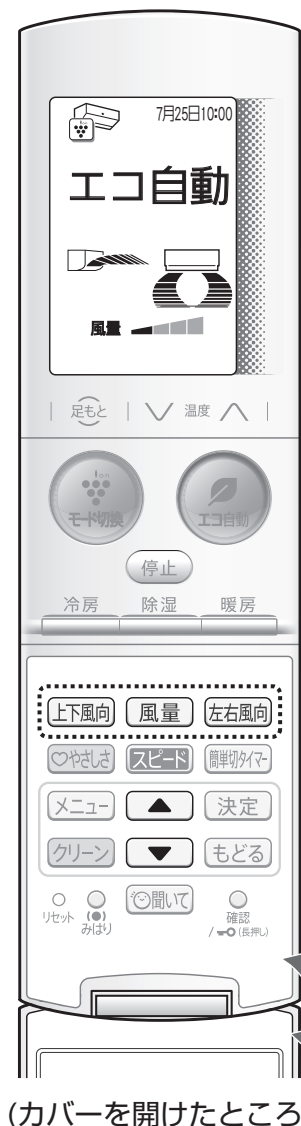 7月25日10:00
エコ自動
風量
足もと 温度
ion
モード切換 エコ自動
停止
冷房 除湿 暖房
上下風向 風量 左右風向
♡やさしさ スピード 簡単切タイマー
メニュー ▲ 決定
クリーン ▼ もどる
聞いて
リセット みはり 確認
/ (長押し)
(カバーを開けたところ